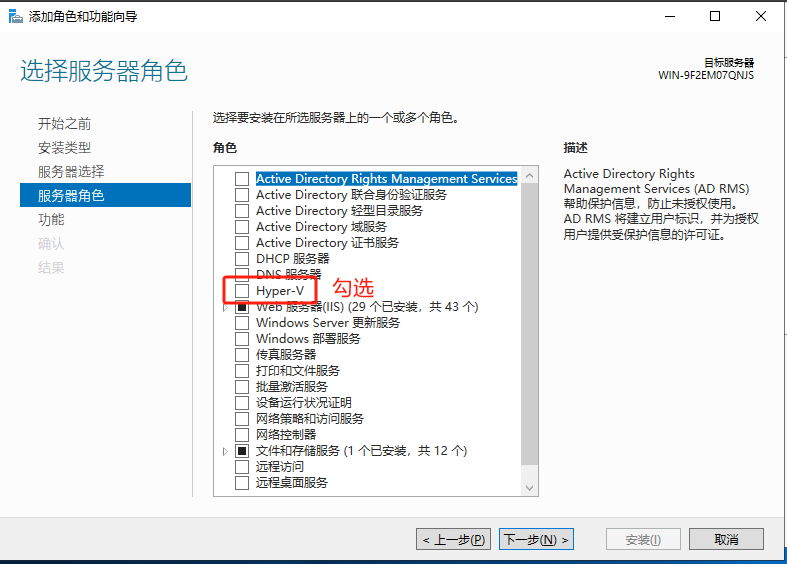 添加角色和功能向导
选择服务器角色
目标服务器
WIN-9F2EM07QNJS
开始之前
安装类型
服务器选择
服务器角色
功能
确认
结果
选择要安装在所选服务器上的一个或多个角色。
角色
Active Directory Rights Management Services
Active Directory 联合身份验证服务
Active Directory 轻型目录服务
Active Directory 域服务
Active Directory 证书服务
DHCP 服务器
DNS 服务器
Hyper-V
勾选
Web 服务器(IIS) (29 个已安装，共 43 个)
Windows Server 更新服务
Windows 部署服务
传真服务器
打印和文件服务
批量激活服务
设备运行状况证明
网络策略和访问服务
网络控制器
文件和存储服务 (1 个已安装，共 12 个)
远程访问
远程桌面服务
描述
Active Directory Rights
Management Services (AD RMS)
帮助保护信息，防止未授权使用。
AD RMS 将建立用户标识，并为授权
用户提供受保护信息的许可证。
< 上一步(P)
下一步(N) >
安装(I)
取消